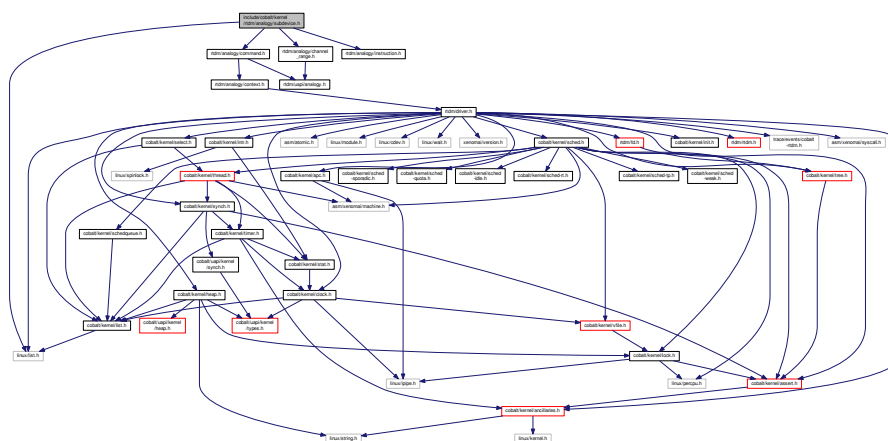 include/cobalt/kernel
/rtdm/analogy/subdevice.h
rtdm/analogy/command.h
rtdm/analogy/channel
_range.h
rtdm/analogy/instruction.h
rtdm/analogy/context.h
rtdm/uapi/analogy.h
rtdm/driver.h
cobalt/kernel/select.h
cobalt/kernel/irq.h
asm/atomic.h
linux/module.h
linux/cdev.h
linux/wait.h
xenomai/version.h
cobalt/kernel/sched.h
rtdm/fd.h
cobalt/kernel/init.h
rtdm/rtdm.h
trace/events/cobalt
-rtdm.h
asm/xenomai/syscall.h
linux/spinlock.h
cobalt/kernel/thread.h
cobalt/kernel/apc.h
cobalt/kernel/sched
-sporadic.h
cobalt/kernel/sched
-quota.h
cobalt/kernel/sched
-idle.h
cobalt/kernel/sched-rt.h
cobalt/kernel/sched-tp.h
cobalt/kernel/sched
-weak.h
cobalt/kernel/tree.h
cobalt/kernel/synch.h
asm/xenomai/machine.h
cobalt/kernel/schedqueue.h
cobalt/kernel/timer.h
cobalt/uapi/kernel
/synch.h
cobalt/kernel/stat.h
cobalt/kernel/heap.h
cobalt/kernel/clock.h
cobalt/kernel/list.h
cobalt/uapi/kernel
/heap.h
cobalt/uapi/kernel
/types.h
cobalt/kernel/vfile.h
linux/list.h
cobalt/kernel/lock.h
linux/ipipe.h
linux/percpu.h
cobalt/kernel/assert.h
cobalt/kernel/ancillaries.h
linux/string.h
linux/kernel.h